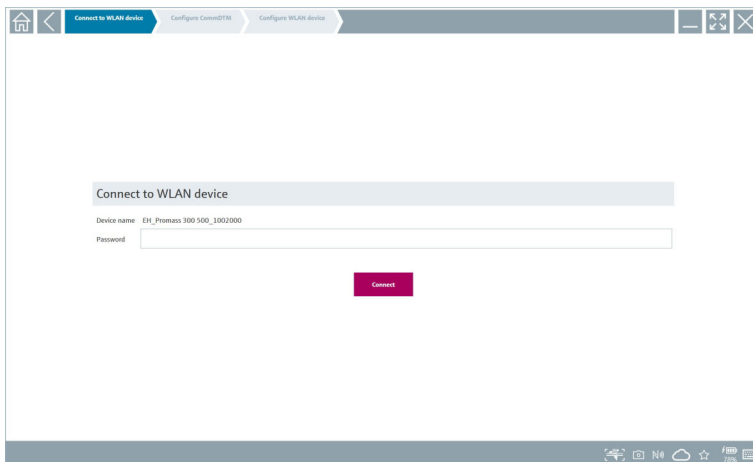 Connect to WLAN device
Configure CommDTM
Configure WLAN device
Connect to WLAN device
Device name EH_Promass 300 500_1002000
Password
Connect
78%